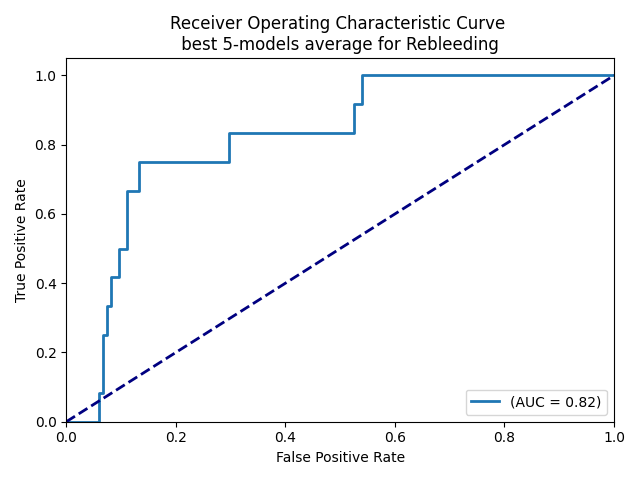 Receiver Operating Characteristic Curve
best 5-models average for Rebleeding
1.0
0.8
0.6
0.4
0.2
0.0
True Positive Rate
(AUC = 0.82)
0.0 0.2 0.4 0.6 0.8 1.0
False Positive Rate